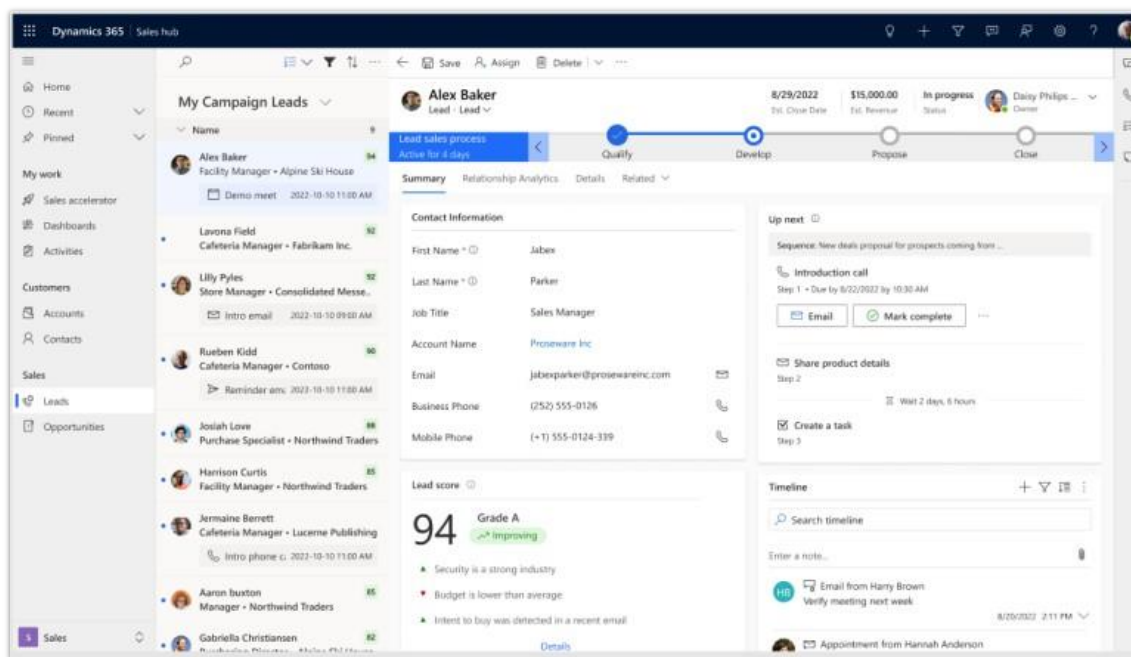 Dynamics 365 Sales hub
Home
Recent
Pinned
My work
Sales accelerator
Dashboards
Activities
Customers
Accounts
Contacts
Sales
Leads
Opportunities
S Sales
My Campaign Leads
Name 9
Alex Baker 94
Facility Manager • Alpine Ski House
Demo meet 2022-10-10 11:00 AM
Lavona Field 92
Cafeteria Manager • Fabrikam Inc.
Lilly Pyles 92
Store Manager • Consolidated Messe..
Intro email 2022-10-10 09:00 AM
Rueben Kidd 90
Cafeteria Manager • Contoso
Reminder em: 2022-10-10 11:00 AM
Josiah Love 88
Purchase Specialist • Northwind Traders
Harrison Curtis 85
Facility Manager • Northwind Traders
Jermaine Berrett 85
Cafeteria Manager • Lucerne Publishing
Intro phone c. 2022-10-10 11:00 AM
Aaron buxton 85
Manager • Northwind Traders
Gabriella Christiansen 82
Save Assign Delete
Alex Baker
Lead · Lead
8/29/2022 $15,000.00 In progress Daisy Philips ...
Est. Close Date Est. Revenue Status Owner
Lead sales process
Active for 4 days
Qualify Develop Propose Close
Summary Relationship Analytics Details Related
Contact Information
First Name * Jabex
Last Name * Parker
Job Title Sales Manager
Account Name Proseware Inc
Email jabexparker@prosewareinc.com
Business Phone (252) 555-0126
Mobile Phone (+1) 555-0124-339
Lead score
94 Grade A
Improving
Security is a strong industry
Budget is lower than average
Intent to buy was detected in a recent email
Details
Up next
Sequence: New deals proposal for prospects coming from ...
Introduction call
Step 1 • Due by 8/22/2022 by 10:30 AM
Email Mark complete ...
Share product details
Step 2
Wait 2 days, 6 hours
Create a task
Step 3
Timeline
Search timeline
Enter a note...
HB Email from Harry Brown
Verify meeting next week
8/20/2022 2:11 PM
Appointment from Hannah Anderson